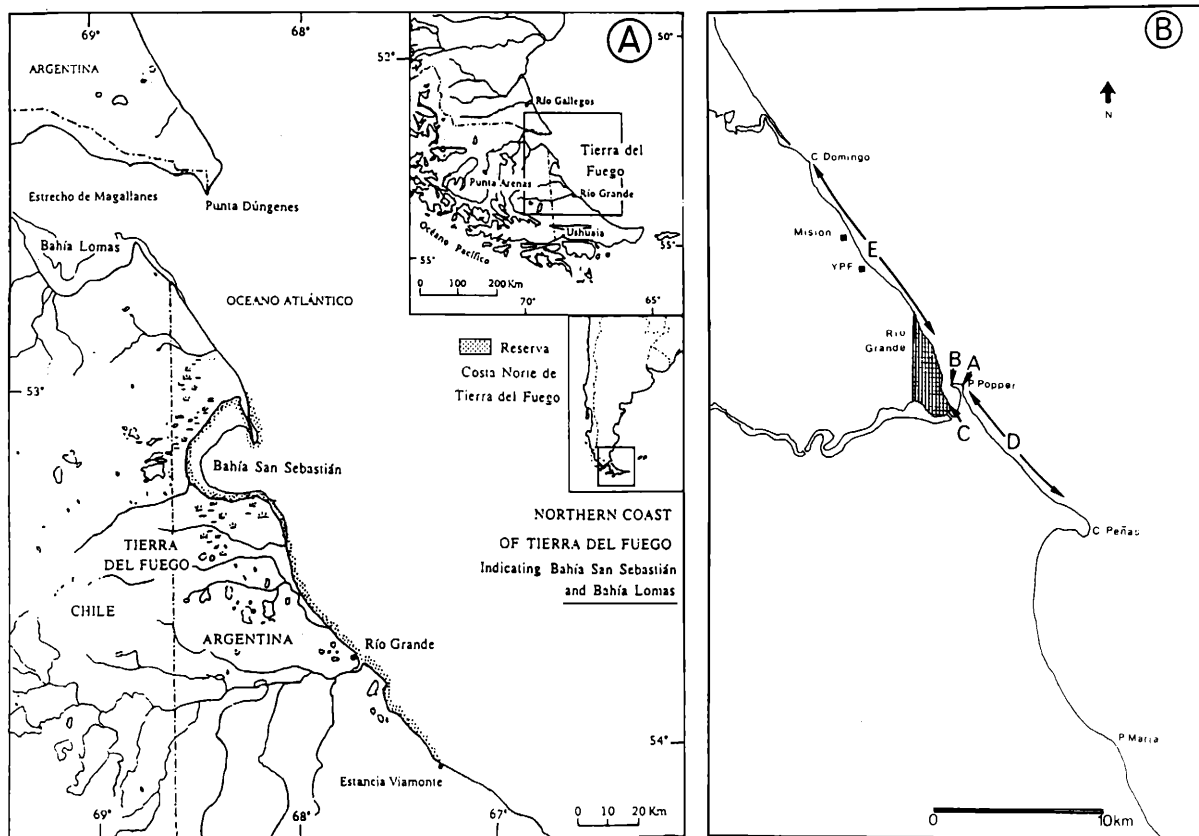 69°
68°
ARGENTINA
Punta Dúngenes
Estrecho de Magallanes
Bahía Lomas
OCEANO ATLÁNTICO
53°
Bahía San Sebastián
TIERRA
DEL FUEGO
CHILE
ARGENTINA
Río Grande
54°
Estancia Viamonte
69°
68°
67°
0 10 20 Km
A
50°
52°
Río Gallegos
Tierra del
Fuego
Punta Arenas
Río Grande
Ushuaia
Océano Pacífico
55°
55°
0 100 200 Km
70°
65°
Reserva
Costa Norte de
Tierra del Fuego
NORTHERN COAST
OF TIERRA DEL FUEGO
Indicating Bahía San Sebastián
and Bahía Lomas
B
N
C Domingo
Mision
E
YPF
Rio
Grande
B
A
P Popper
C
D
C Peñas
P Maria
0 10km